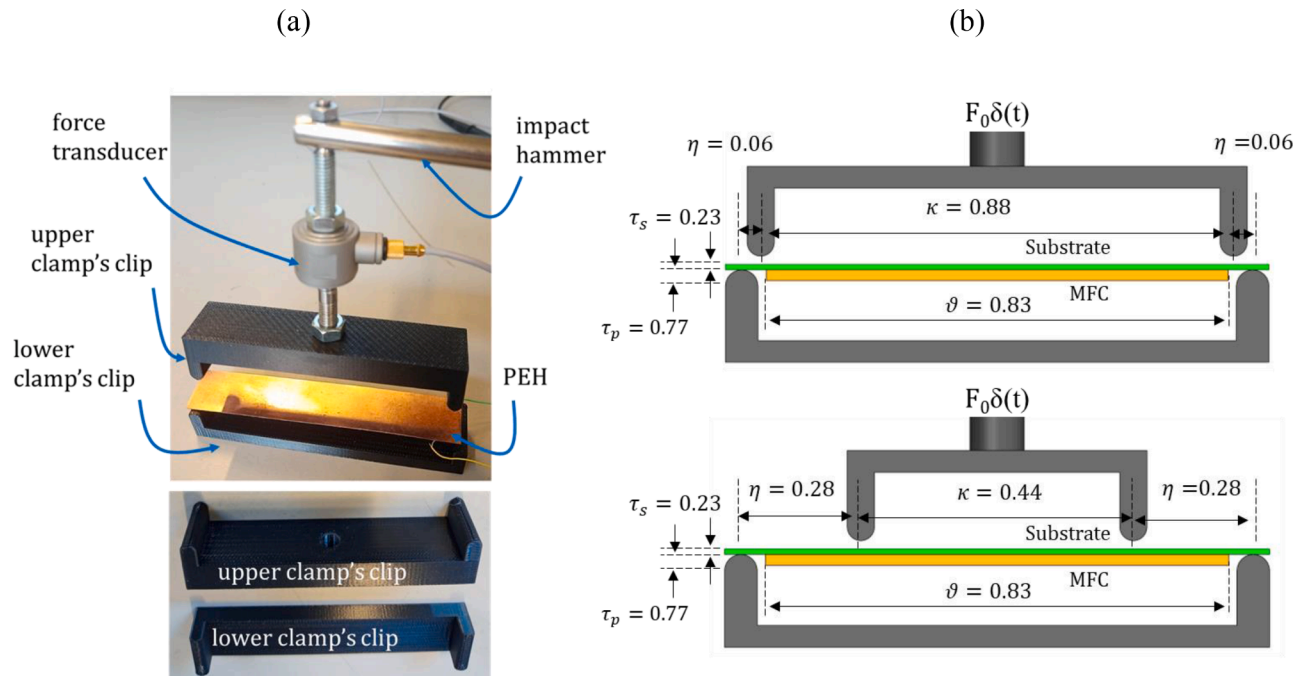 (a)
force
transducer
impact
hammer
upper
clamp's clip
lower
clamp's clip
PEH
upper clamp's clip
lower clamp's clip
(b)
F₀δ(t)
η = 0.06
η = 0.06
κ = 0.88
τₛ = 0.23
Substrate
MFC
ϑ = 0.83
τₚ = 0.77
F₀δ(t)
η = 0.28
κ = 0.44
η =0.28
τₛ = 0.23
Substrate
MFC
ϑ = 0.83
τₚ = 0.77